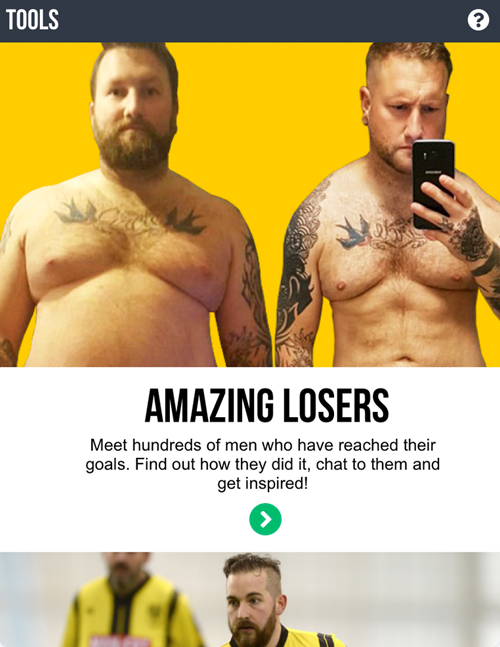 TOOLS
?
AMAZING LOSERS
Meet hundreds of men who have reached their
goals. Find out how they did it, chat to them and
get inspired!